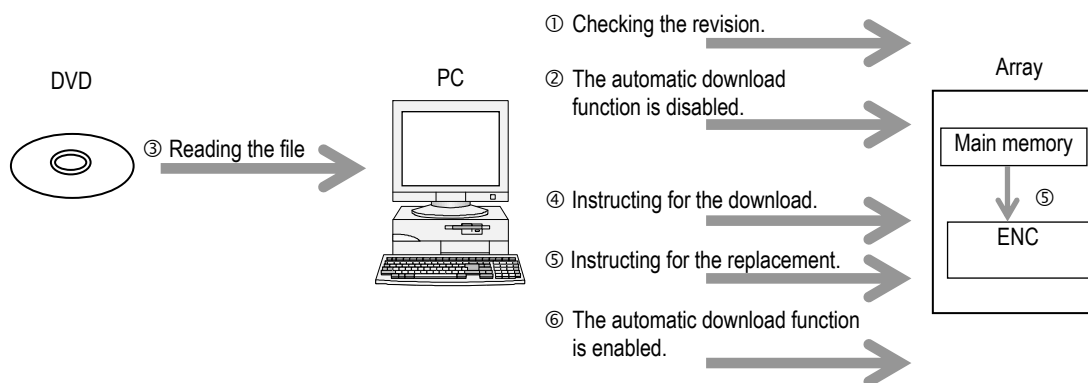 ① Checking the revision.
DVD
PC
② The automatic download
function is disabled.
Array
③ Reading the file
Main memory
④ Instructing for the download.
⑤
ENC
⑤ Instructing for the replacement.
⑥ The automatic download function
is enabled.